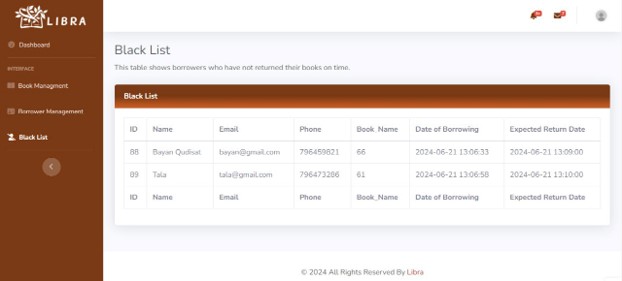 LIBRA
Dashboard
INTERFACE
Book Managment
Borrower Management
Black List
Black List
This table shows borrowers who have not returned their books on time.
Black List
ID Name Email Phone Book_Name Date of Borrowing Expected Return Date
88 Bayan Qudisat bayan@gmail.com 796459821 66 2024-06-21 13:06:33 2024-06-21 13:09:00
89 Tala tala@gmail.com 796473286 61 2024-06-21 13:06:58 2024-06-21 13:10:00
ID Name Email Phone Book_Name Date of Borrowing Expected Return Date
© 2024 All Rights Reserved By Libra